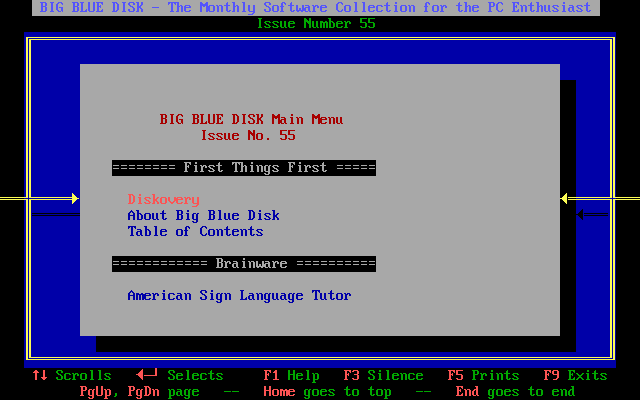 BIG BLUE DISK - The Monthly Software Collection for the PC Enthusiast
Issue Number 55
BIG BLUE DISK Main Menu
Issue No. 55
======== First Things First =====
Diskovery
About Big Blue Disk
Table of Contents
============ Brainware ==========
American Sign Language Tutor
↑↓ Scrolls ◄─┘ Selects F1 Help F3 Silence F5 Prints F9 Exits
PgUp, PgDn page -- Home goes to top -- End goes to end